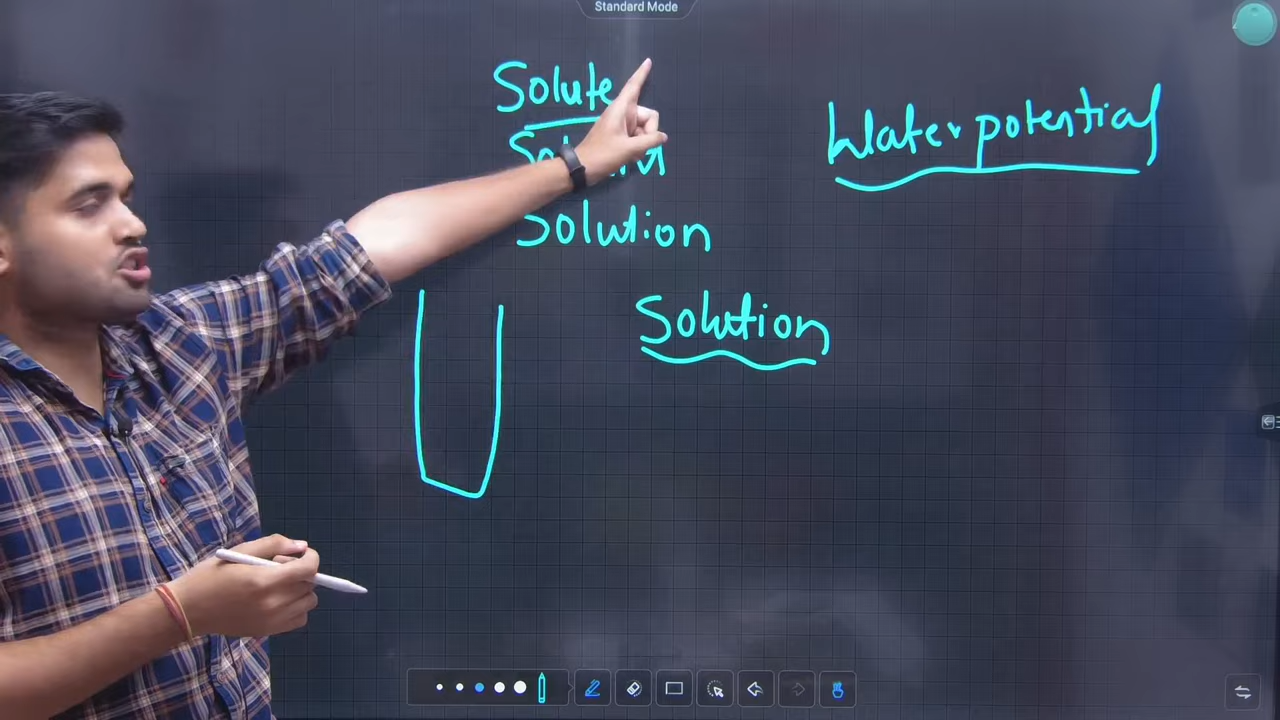 Standard Mode
Solute
Water potential
Solution
Solution